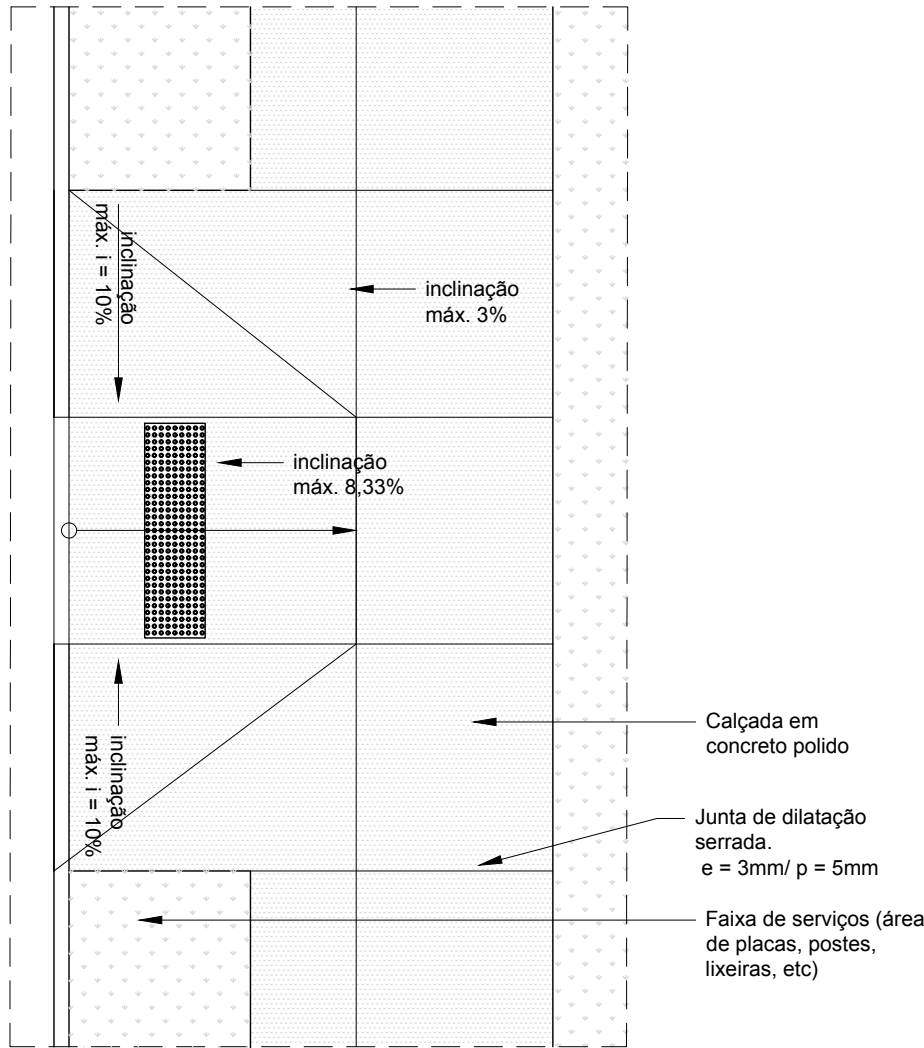 inclinação
máx. i = 10%
inclinação
máx. 3%
inclinação
máx. 8,33%
inclinação
máx. i = 10%
Calçada em
concreto polido
Junta de dilatação
serrada.
e = 3mm/ p = 5mm
Faixa de serviços (área
de placas, postes,
lixeiras, etc)